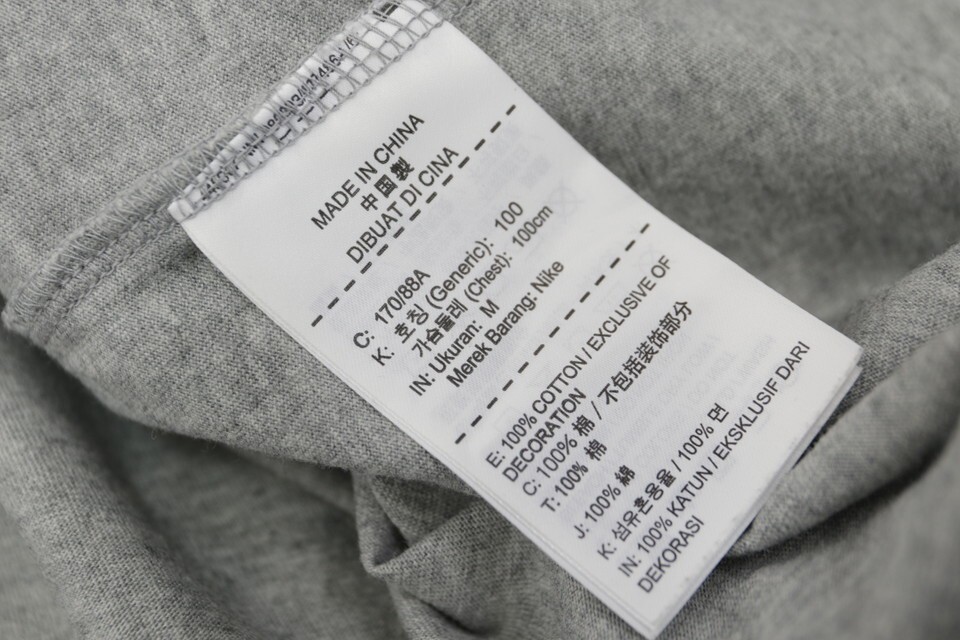 MADE IN CHINA
中国製
DIBUAT DI CINA
C: 170/88A
K: 호칭 (Generic): 100
가슴둘레 (Chest): 100cm
IN: Ukuran: M
Merek Barang: Nike
E: 100% COTTON / EXCLUSIVE OF
DECORATION
C: 100% 棉 / 不包括装饰部分
T: 100% 棉
J: 100% 綿
K: 섬유혼용율 / 100% 면
IN: 100% KATUN / EKSKLUSIF DARI
DEKORASI